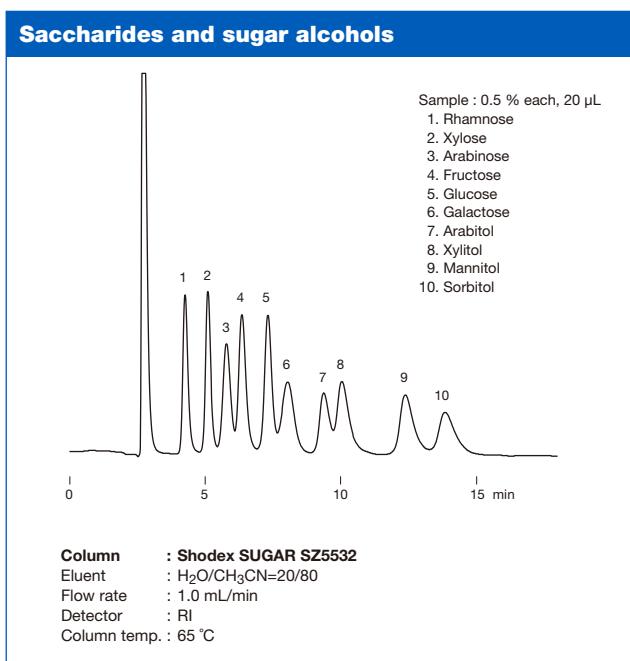 Saccharides and sugar alcohols
Sample : 0.5 % each, 20 µL
1. Rhamnose
2. Xylose
3. Arabinose
4. Fructose
5. Glucose
6. Galactose
7. Arabitol
8. Xylitol
9. Mannitol
10. Sorbitol
1 2 3 4 5 6 7 8 9 10
0 5 10 15 min
Column : Shodex SUGAR SZ5532
Eluent : H₂O/CH₃CN=20/80
Flow rate : 1.0 mL/min
Detector : RI
Column temp. : 65 ˚C